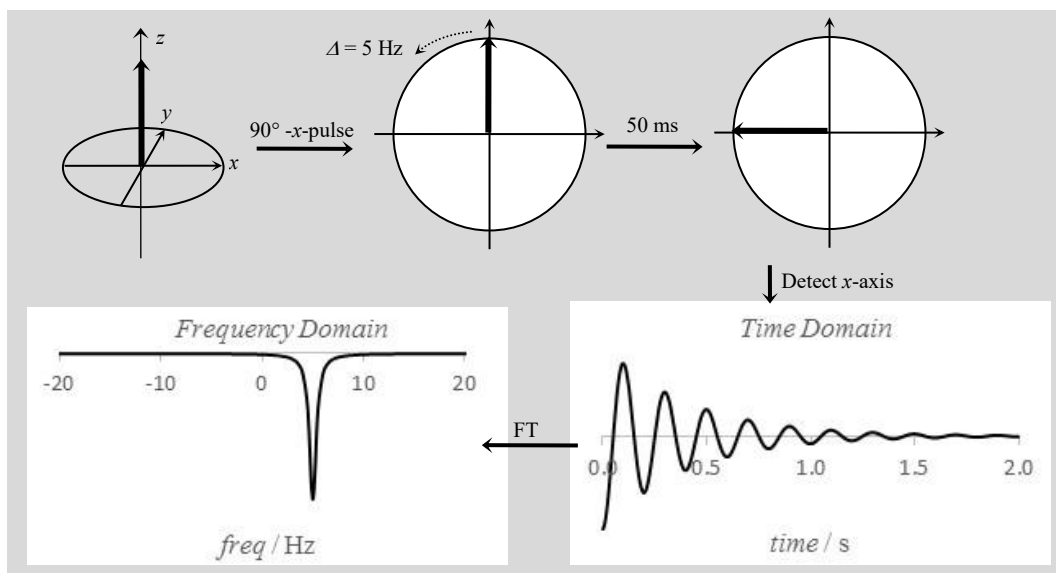 z
y
x
90° -x-pulse
Δ = 5 Hz
50 ms
Detect x-axis
Time Domain
0.0 0.5 1.0 1.5 2.0
time / s
FT
Frequency Domain
-20 -10 0 10 20
freq / Hz